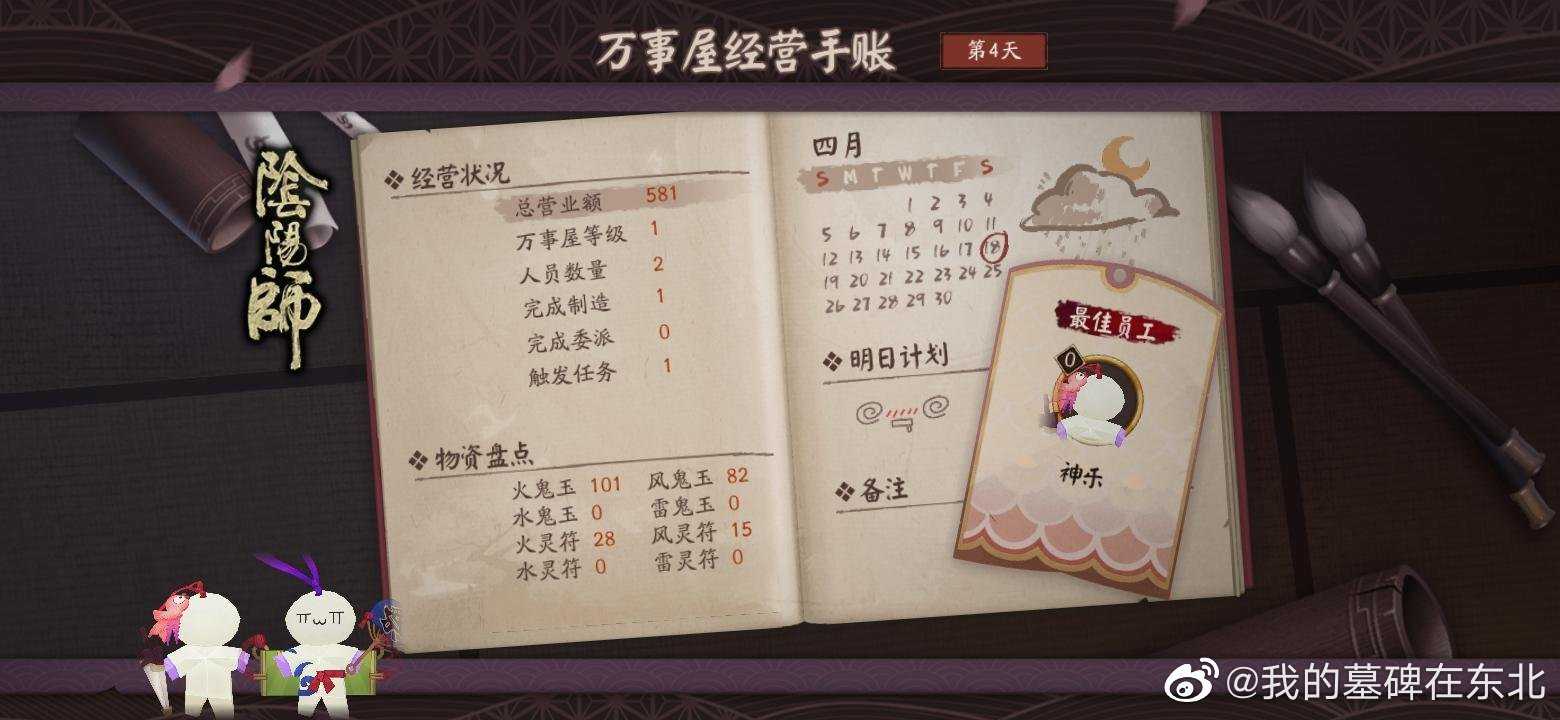 万事屋经营手账
第4天
陰陽師
经营状况
总营业额 581
万事屋等级 1
人员数量 2
完成制造 1
完成委派 0
触发任务 1
物资盘点
火鬼玉 101 风鬼玉 82
水鬼玉 0 雷鬼玉 0
火灵符 28 风灵符 15
水灵符 0 雷灵符 0
四月
S M T W T F S
1 2 3 4
5 6 7 8 9 10 11
12 13 14 15 16 17 18
19 20 21 22 23 24 25
26 27 28 29 30
明日计划
备注
最佳员工
0
神乐
@我的墓碑在东北